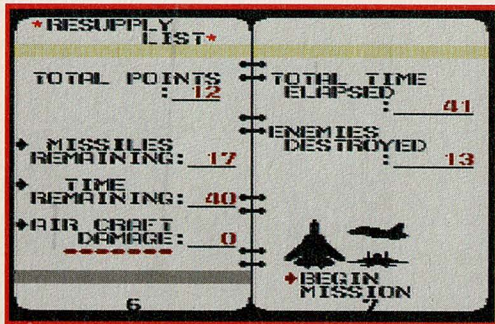 *RESUPPLY
LIST*
TOTAL POINTS
: 12
MISSILES
REMAINING: 17
TIME
REMAINING: 40
AIR CRAFT
DAMAGE: 0
6
TOTAL TIME
ELAPSED
: 41
ENEMIES
DESTROYED
: 13
BEGIN
MISSION
7